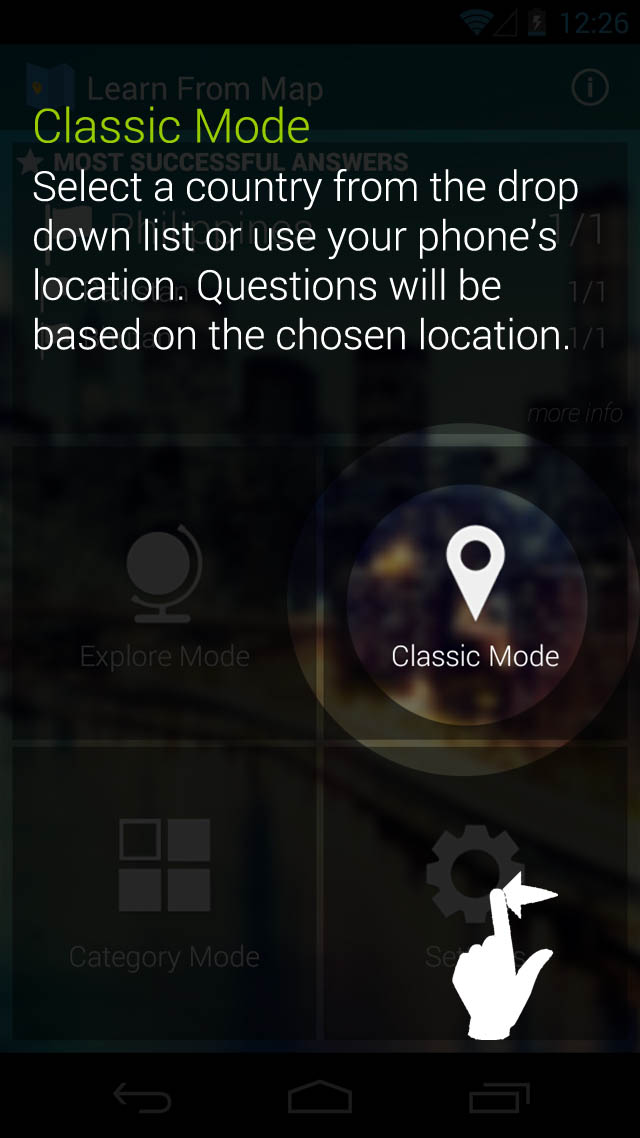 12:26
Learn From Map
Classic Mode
MOST SUCCESSFUL ANSWERS
Select a country from the drop
down list or use your phone’s
location. Questions will be
based on the chosen location.
Philippines 1/1
1/1
1/1
more info
Explore Mode
Classic Mode
Category Mode